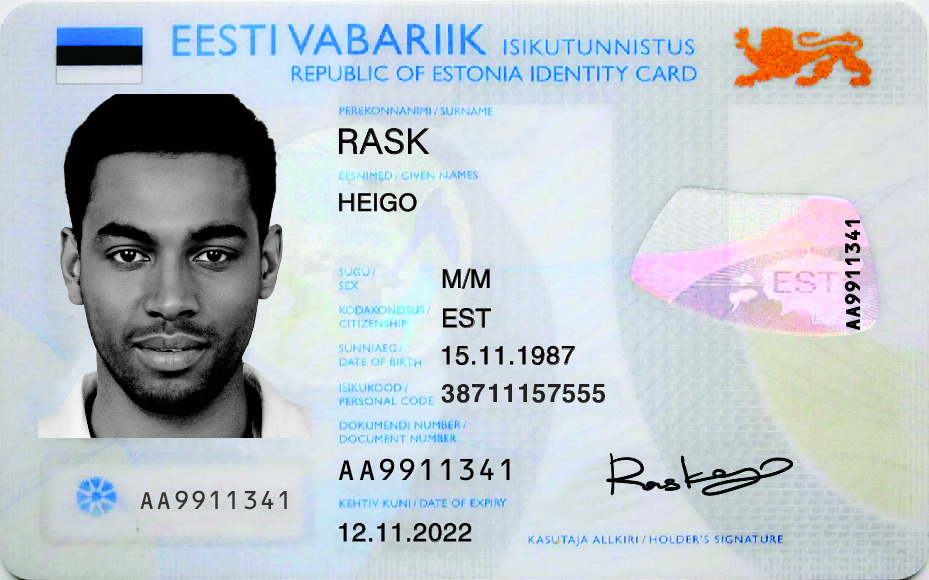 EESTI VABARIIK ISIKUTUNNISTUS
REPUBLIC OF ESTONIA IDENTITY CARD
PEREKONNANIMI / SURNAME
RASK
EESNIMED / GIVEN NAMES
HEIGO
SUGU /
SEX
M/M
KODAKONDSUS /
CITIZENSHIP
EST
SÜNNIAEG /
DATE OF BIRTH
15.11.1987
ISIKUKOOD /
PERSONAL CODE
38711157555
DOKUMENDI NUMBER /
DOCUMENT NUMBER
AA9911341
KEHTIV KUNI / DATE OF EXPIRY
12.11.2022
AA9911341
EST
AA9911341
KASUTAJA ALLKIRI / HOLDER'S SIGNATURE